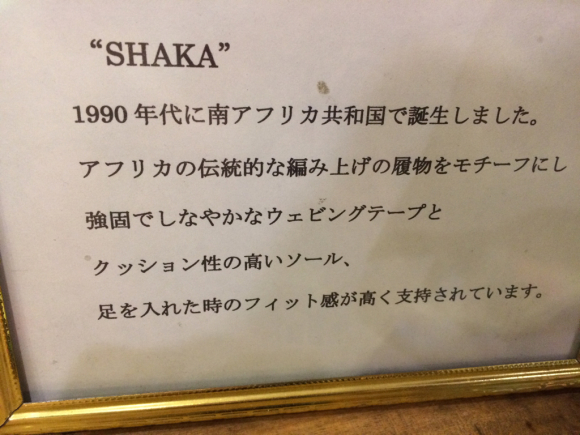 “SHAKA”
1990年代に南アフリカ共和国で誕生しました。
アフリカの伝統的な編み上げの履物をモチーフにし
強固でしなやかなウェビングテープと
クッション性の高いソール、
足を入れた時のフィット感が高く支持されています。